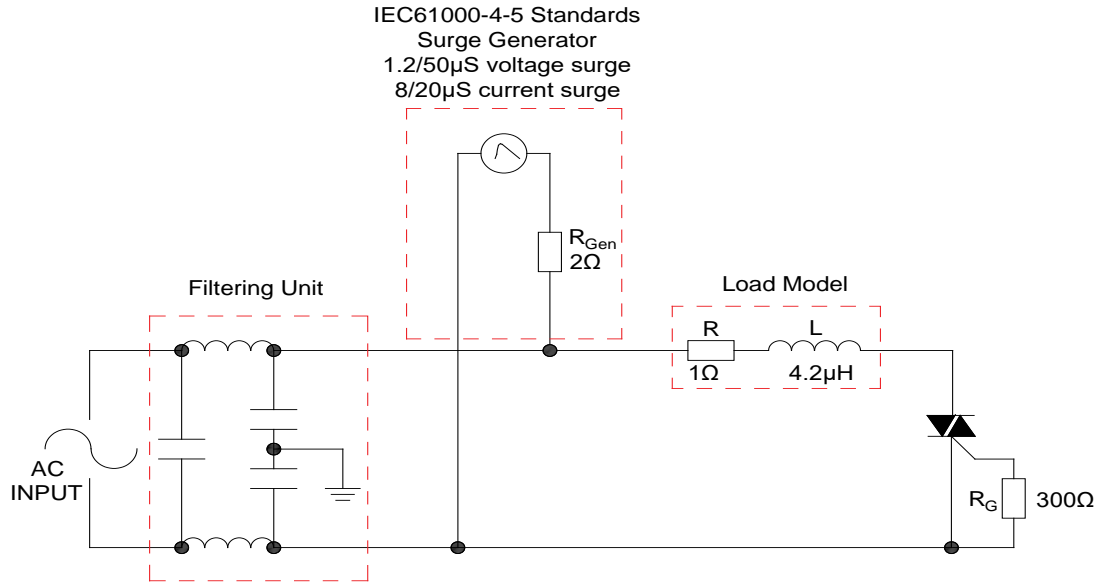 IEC61000-4-5 Standards
Surge Generator
1.2/50µS voltage surge
8/20µS current surge
RGen
2Ω
Filtering Unit
Load Model
R
L
1Ω
4.2µH
AC
INPUT
RG
300Ω